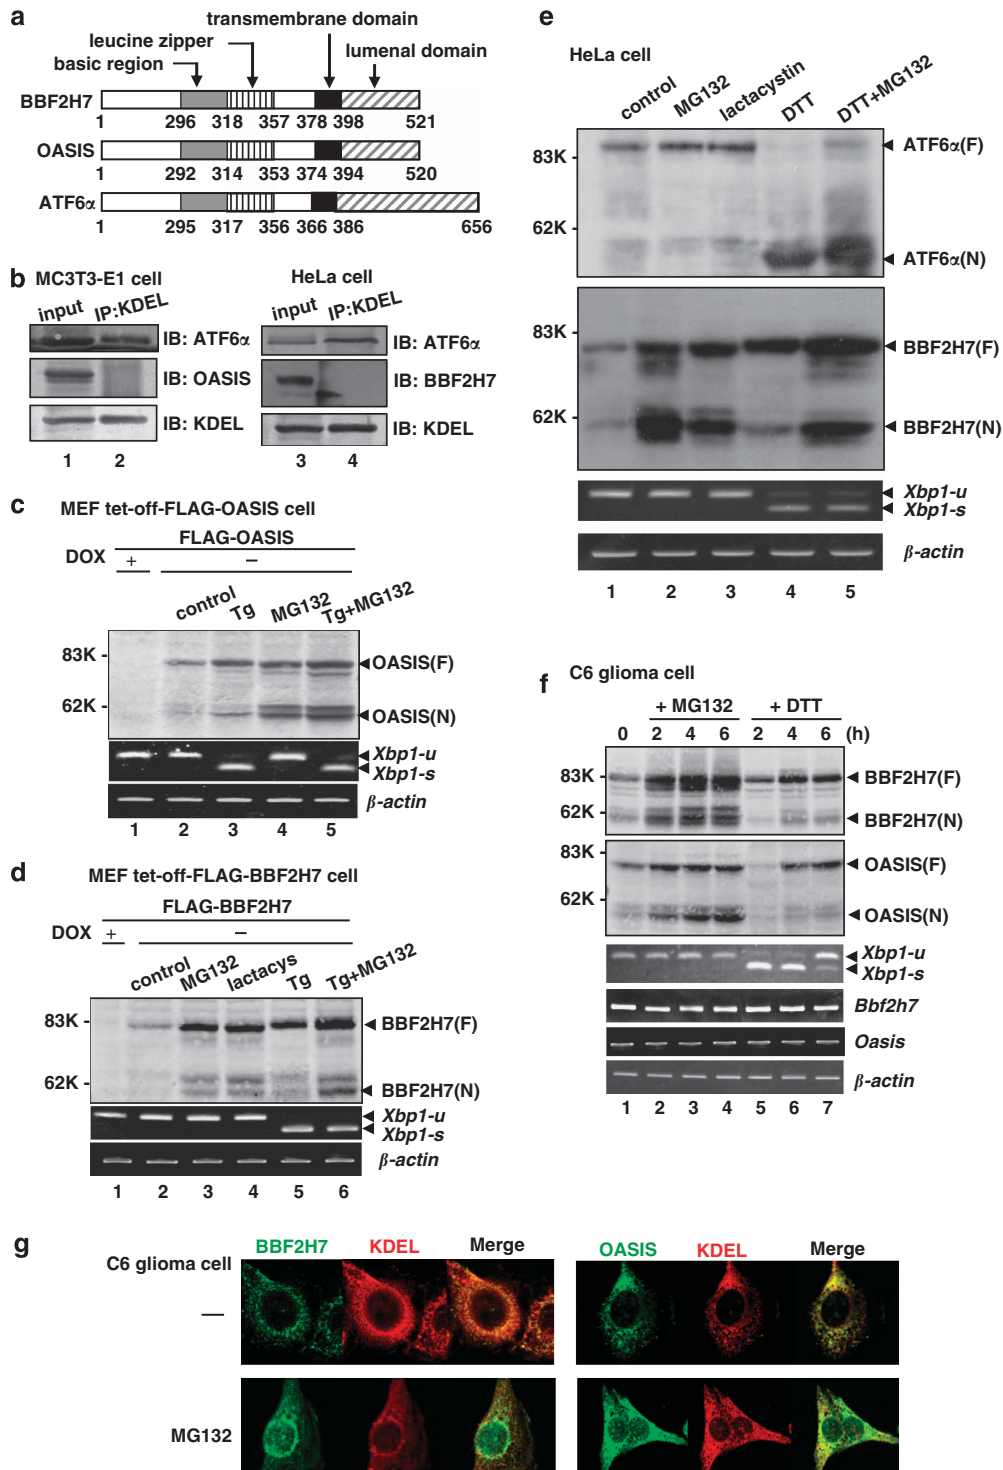 a
transmembrane domain
leucine zipper
lumenal domain
basic region
BBF2H7
1 296 318 357 378 398 521
OASIS
1 292 314 353 374 394 520
ATF6α
1 295 317 356 366 386 656
b
MC3T3-E1 cell
input IP:KDEL
IB: ATF6α
IB: OASIS
IB: KDEL
1 2
HeLa cell
input IP:KDEL
IB: ATF6α
IB: BBF2H7
IB: KDEL
3 4
c
MEF tet-off-FLAG-OASIS cell
FLAG-OASIS
DOX + −
control Tg MG132 Tg+MG132
83K
OASIS(F)
62K
OASIS(N)
Xbp1-u
Xbp1-s
β-actin
1 2 3 4 5
d
MEF tet-off-FLAG-BBF2H7 cell
FLAG-BBF2H7
DOX + −
control MG132 lactacys Tg Tg+MG132
83K
BBF2H7(F)
62K
BBF2H7(N)
Xbp1-u
Xbp1-s
β-actin
1 2 3 4 5 6
e
HeLa cell
control MG132 lactacystin DTT DTT+MG132
83K
ATF6α(F)
62K
ATF6α(N)
83K
BBF2H7(F)
62K
BBF2H7(N)
Xbp1-u
Xbp1-s
β-actin
1 2 3 4 5
f
C6 glioma cell
+ MG132 + DTT
0 2 4 6 2 4 6 (h)
83K
BBF2H7(F)
62K
BBF2H7(N)
83K
OASIS(F)
62K
OASIS(N)
Xbp1-u
Xbp1-s
Bbf2h7
Oasis
β-actin
1 2 3 4 5 6 7
g
BBF2H7 KDEL Merge
OASIS KDEL Merge
C6 glioma cell
—
MG132